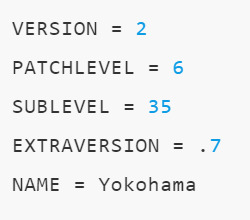 VERSION = 2
PATCHLEVEL = 6
SUBLEVEL = 35
EXTRAVERSION = .7
NAME = Yokohama